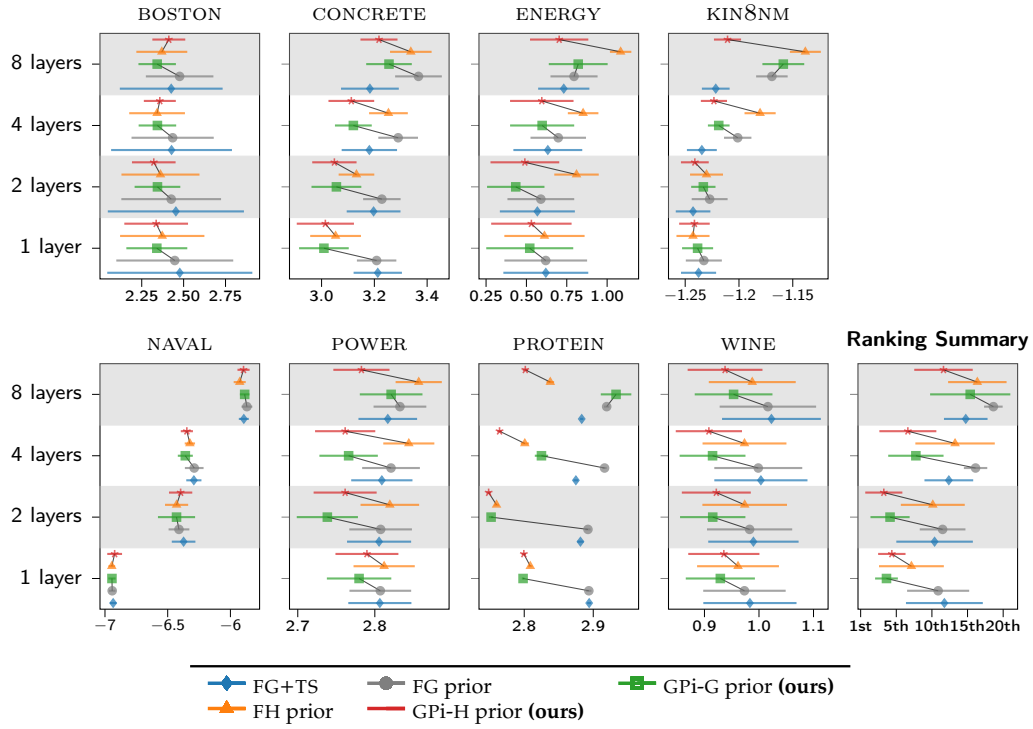 BOSTON CONCRETE ENERGY KIN8NM
8 layers
4 layers
2 layers
1 layer
2.25 2.50 2.75 3.0 3.2 3.4 0.25 0.50 0.75 1.00 −1.25 −1.2 −1.15
NAVAL POWER PROTEIN WINE Ranking Summary
8 layers
4 layers
2 layers
1 layer
−7 −6.5 −6 2.7 2.8 2.8 2.9 0.9 1.0 1.1 1st 5th 10th 15th 20th
FG+TS FG prior GPi-G prior (ours)
FH prior GPi-H prior (ours)